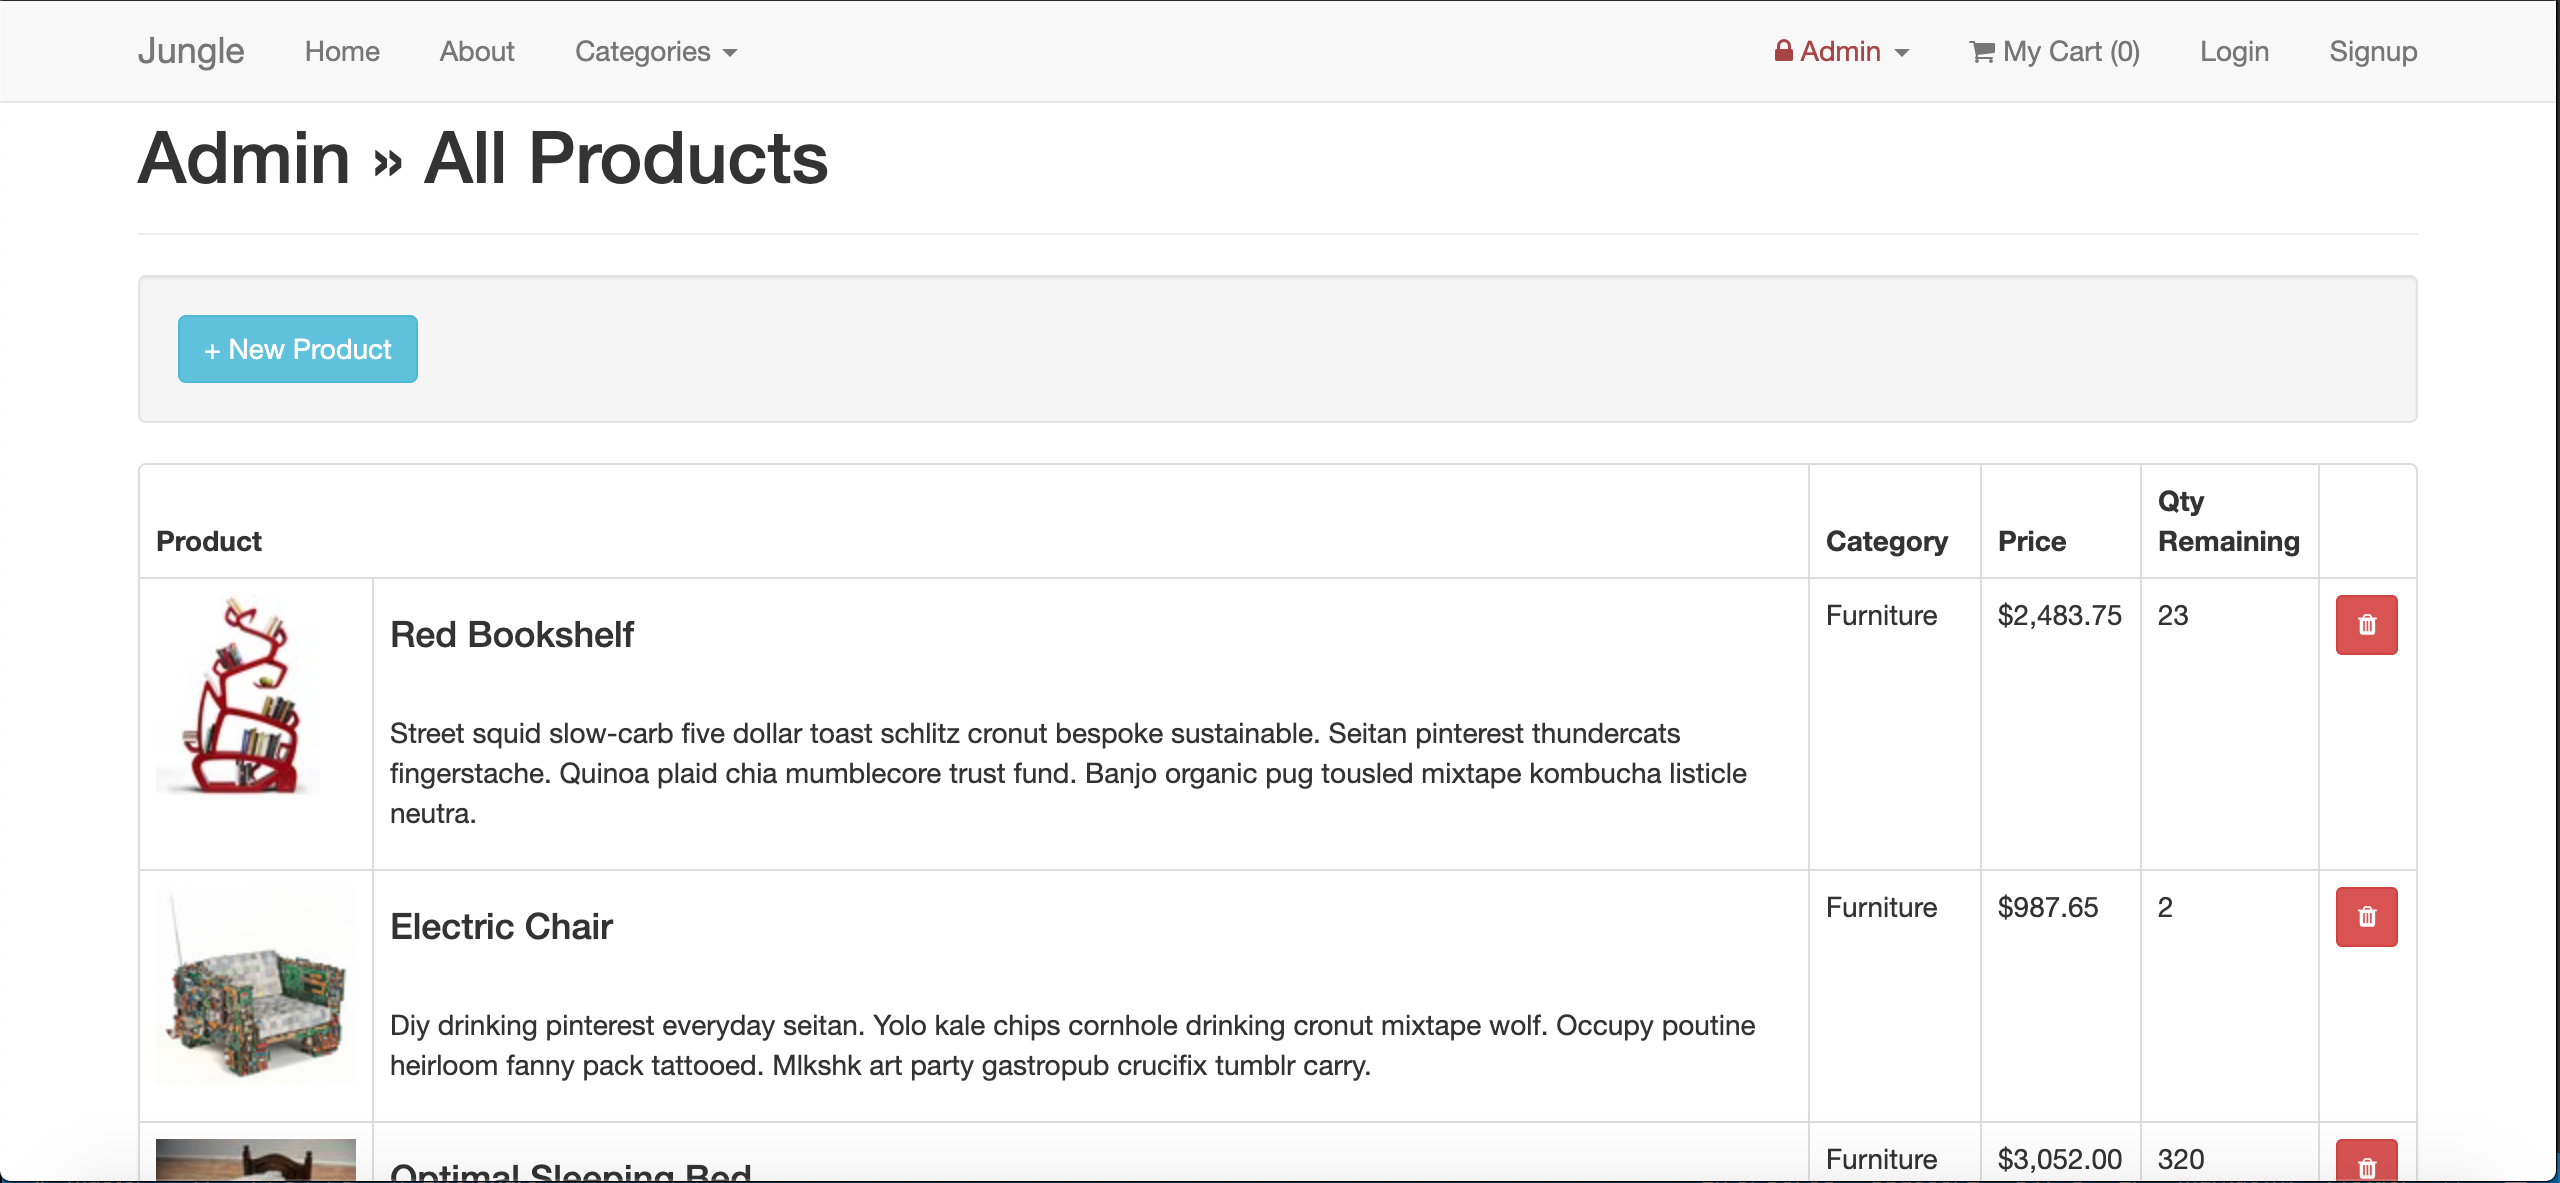 Jungle Home About Categories Admin My Cart (0) Login Signup
Admin » All Products
+ New Product
Product Category Price Qty Remaining
Red Bookshelf Furniture $2,483.75 23
Street squid slow-carb five dollar toast schlitz cronut bespoke sustainable. Seitan pinterest thundercats
fingerstache. Quinoa plaid chia mumblecore trust fund. Banjo organic pug tousled mixtape kombucha listicle
neutra.
Electric Chair Furniture $987.65 2
Diy drinking pinterest everyday seitan. Yolo kale chips cornhole drinking cronut mixtape wolf. Occupy poutine
heirloom fanny pack tattooed. Mlkshk art party gastropub crucifix tumblr carry.
Optimal Sleeping Bed Furniture $3,052.00 320